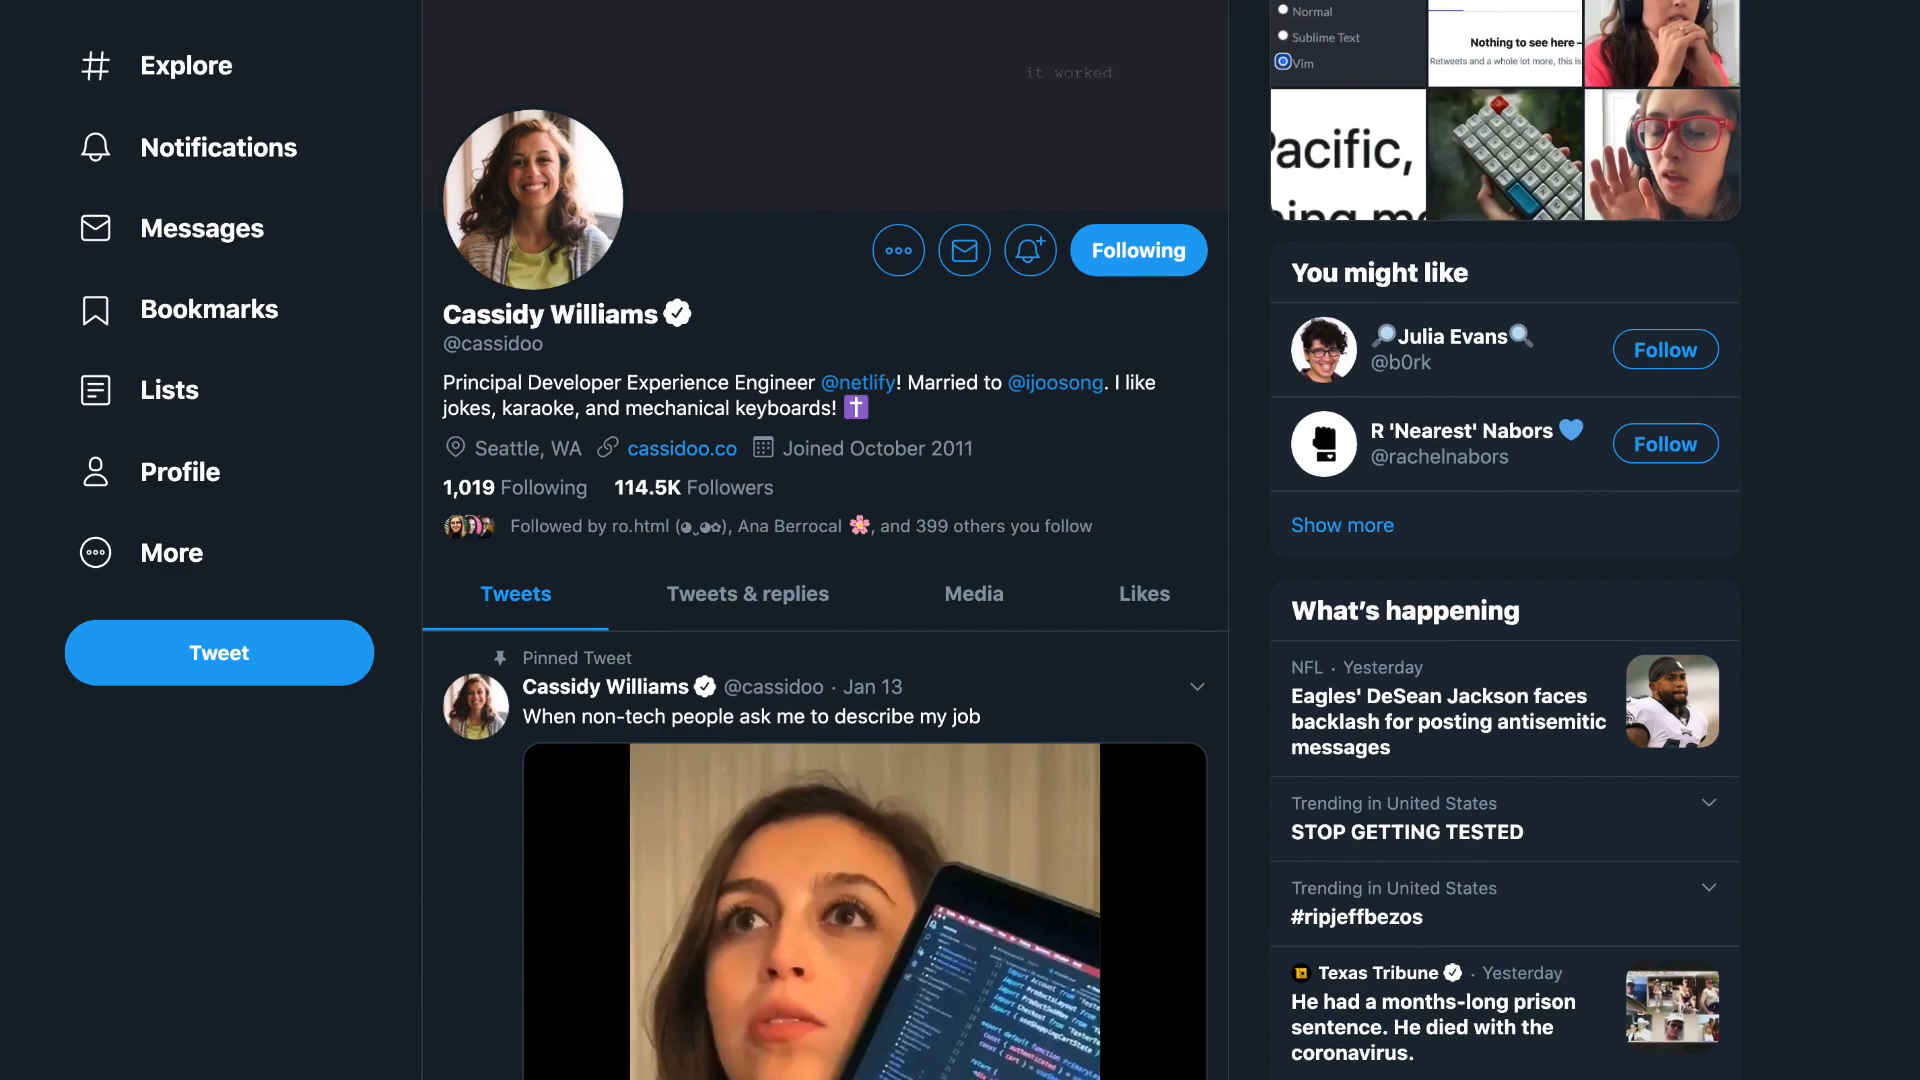 Explore
Notifications
Messages
Bookmarks
Lists
Profile
More
Tweet
it worked
Following
Cassidy Williams
@cassidoo
Principal Developer Experience Engineer @netlify! Married to @ijoosong. I like
jokes, karaoke, and mechanical keyboards! ✝️
Seattle, WA cassidoo.co Joined October 2011
1,019 Following 114.5K Followers
Followed by ro.html (◕‿◕✿), Ana Berrocal 🌸, and 399 others you follow
Tweets Tweets & replies Media Likes
Pinned Tweet
Cassidy Williams @cassidoo · Jan 13
When non-tech people ask me to describe my job
Normal
Sublime Text
Vim
Nothing to see here –
Retweets and a whole lot more, this is
Pacific,
You might like
🔎Julia Evans🔍
@b0rk
Follow
R 'Nearest' Nabors 💙
@rachelnabors
Follow
Show more
What's happening
NFL · Yesterday
Eagles' DeSean Jackson faces
backlash for posting antisemitic
messages
Trending in United States
STOP GETTING TESTED
Trending in United States
#ripjeffbezos
Texas Tribune · Yesterday
He had a months-long prison
sentence. He died with the
coronavirus.